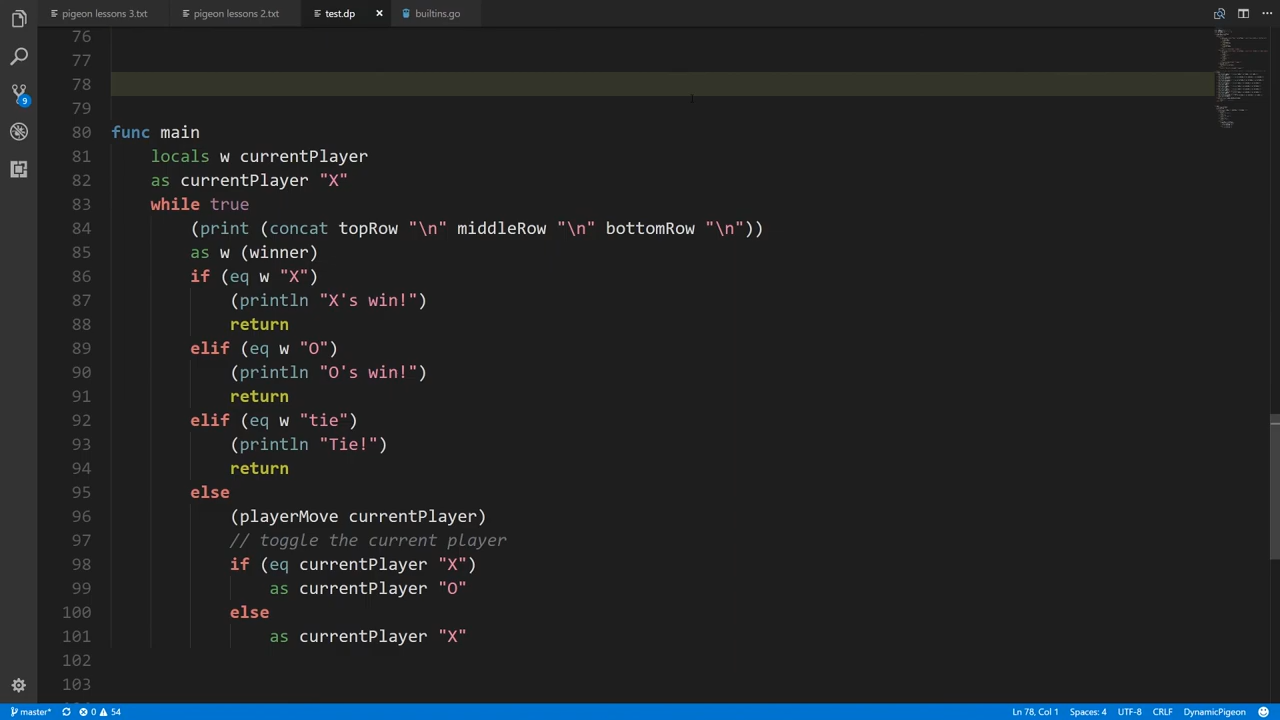 pigeon lessons 3.txt
pigeon lessons 2.txt
test.dp
builtins.go
76
77
78
79
80 func main
81 locals w currentPlayer
82 as currentPlayer "X"
83 while true
84 (print (concat topRow "\n" middleRow "\n" bottomRow "\n"))
85 as w (winner)
86 if (eq w "X")
87 (println "X's win!")
88 return
89 elif (eq w "O")
90 (println "O's win!")
91 return
92 elif (eq w "tie")
93 (println "Tie!")
94 return
95 else
96 (playerMove currentPlayer)
97 // toggle the current player
98 if (eq currentPlayer "X")
99 as currentPlayer "O"
100 else
101 as currentPlayer "X"
102
103
9
master* 0 54 Ln 78, Col 1 Spaces: 4 UTF-8 CRLF DynamicPigeon